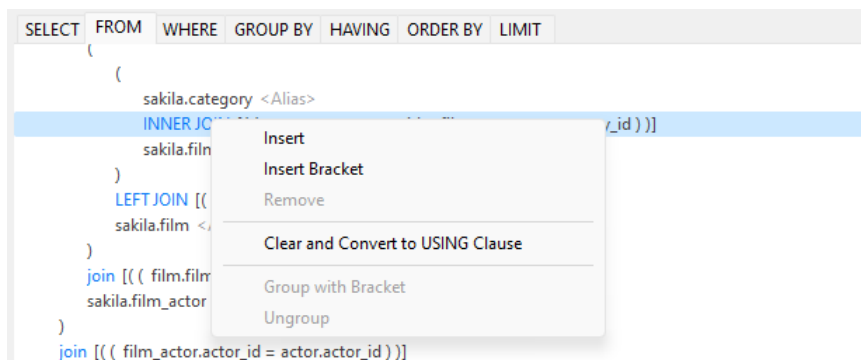 SELECT FROM WHERE GROUP BY HAVING ORDER BY LIMIT
(
(
sakila.category <Alias>
INNER y_id ) )]
sakila.film
)
LEFT JOIN [(
sakila.film <
)
join [( ( film.film
sakila.film_actor
)
join [( ( film_actor.actor_id = actor.actor_id ) )]
Insert
Insert Bracket
Remove
Clear and Convert to USING Clause
Group with Bracket
Ungroup